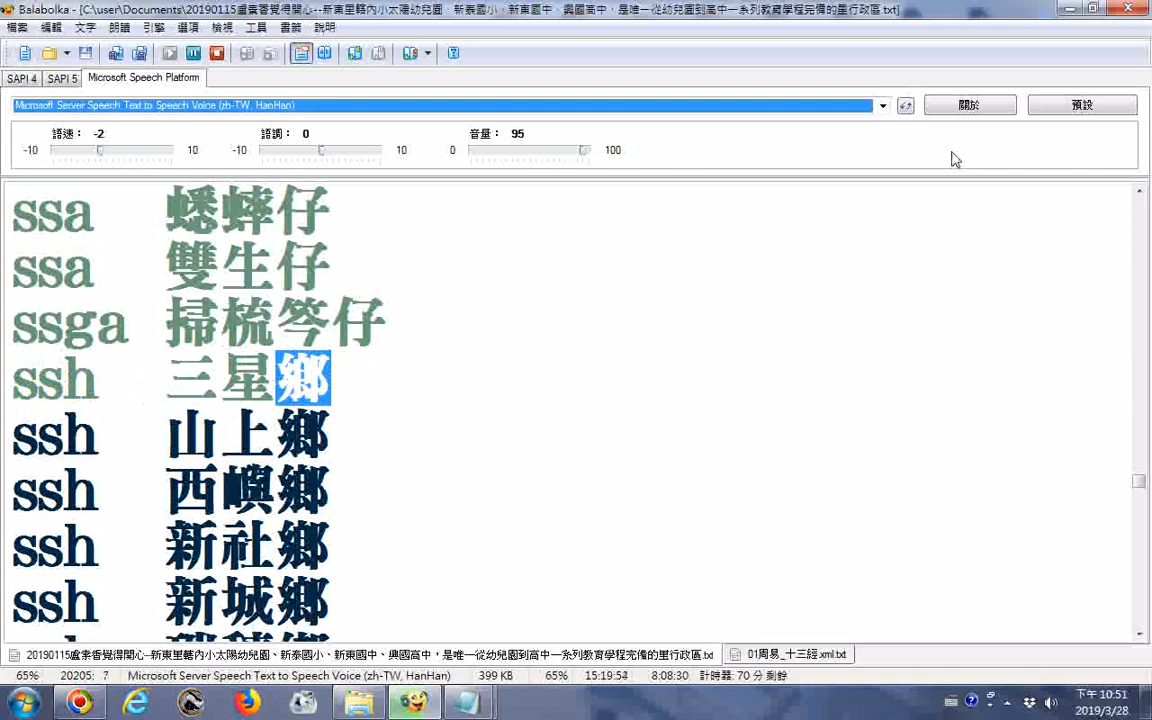 Balabolka - [C:\user\Documents\20190115盧素香覺得開心--新東里轄內小太陽幼兒園、新泰國小、新東國中、興國高中，是唯一從幼兒園到高中一系列教育學程完備的里行政區.txt]
檔案 編輯 文字 朗讀 引擎 選項 檢視 工具 書籤 說明
SAPI 4 SAPI 5 Microsoft Speech Platform
Microsoft Server Speech Text to Speech Voice (zh-TW, HanHan) 關於 預設
語速： -2 語調： 0 音量： 95
-10 10 -10 10 0 100
ssa 蟋蟀仔
ssa 雙生仔
ssga 掃梳笒仔
ssh 三星鄉
ssh 山上鄉
ssh 西嶼鄉
ssh 新社鄉
ssh 新城鄉
20190115盧素香覺得開心--新東里轄內小太陽幼兒園、新泰國小、新東國中、興國高中，是唯一從幼兒園到高中一系列教育學程完備的里行政區.txt 01周易_十三經.xml.txt
65% 20205: 7 Microsoft Server Speech Text to Speech Voice (zh-TW, HanHan) 399 KB 65% 15:19:54 8:08:30 計時器: 70 分 剩餘
下午 10:51
2019/3/28